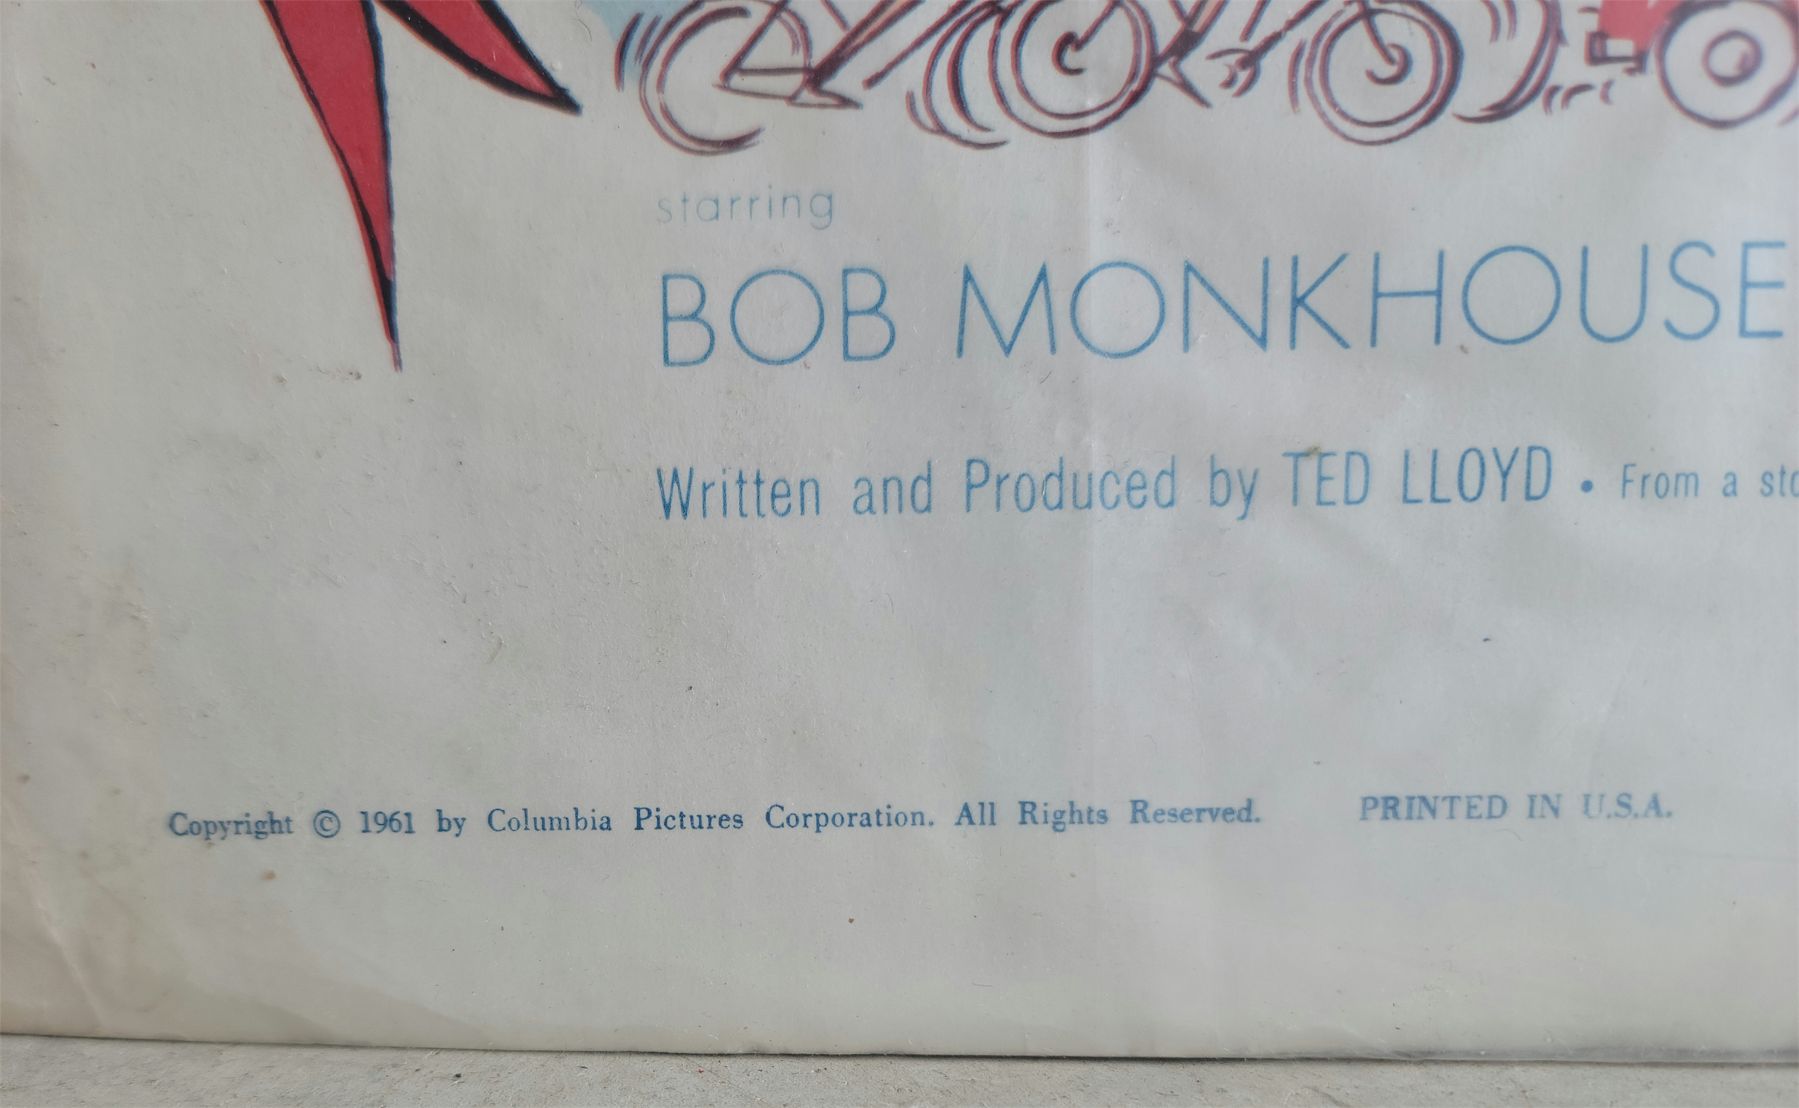 starring
BOB MONKHOUSE
Written and Produced by TED LLOYD • From a
Copyright © 1961 by Columbia Pictures Corporation. All Rights Reserved. PRINTED IN U.S.A.